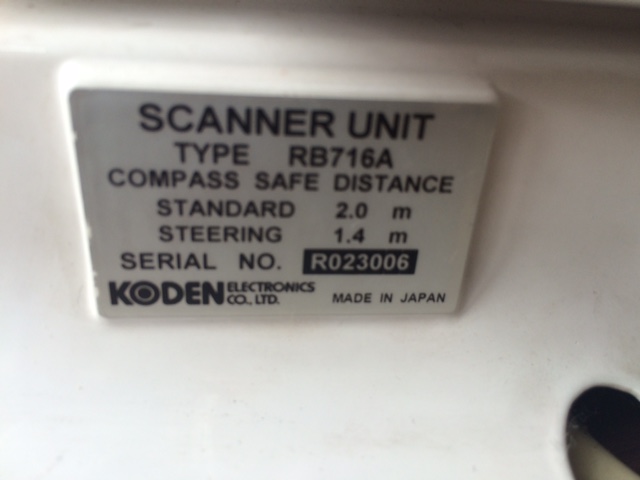 SCANNER UNIT
TYPE RB716A
COMPASS SAFE DISTANCE
STANDARD 2.0 m
STEERING 1.4 m
SERIAL NO. R023006
KODEN ELECTRONICS CO., LTD. MADE IN JAPAN